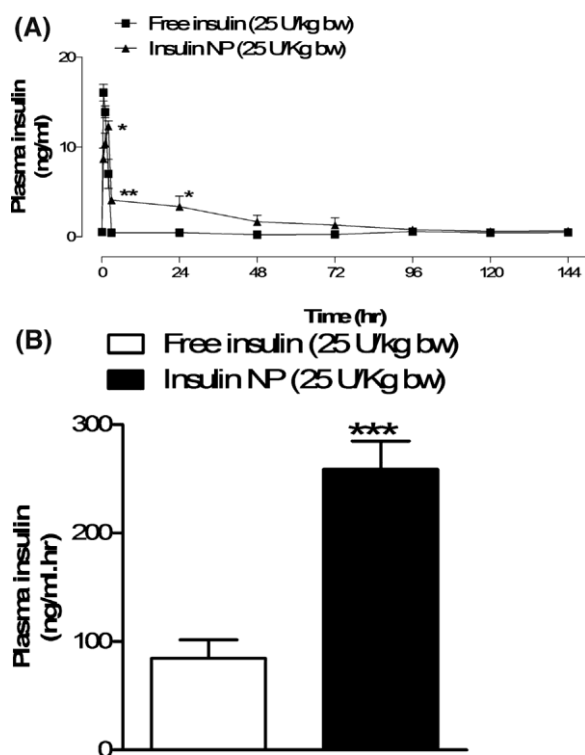 (A)
Free insulin (25 U/Kg bw)
Insulin NP (25 U/Kg bw)
Plasma insulin
(ng/ml)
20
10
0
*
**
*
0 24 48 72 96 120 144
Time (hr)
(B)
Free insulin (25 U/kg bw)
Insulin NP (25 U/Kg bw)
Plasma insulin
(ng/ml.hr)
300
200
100
0
***